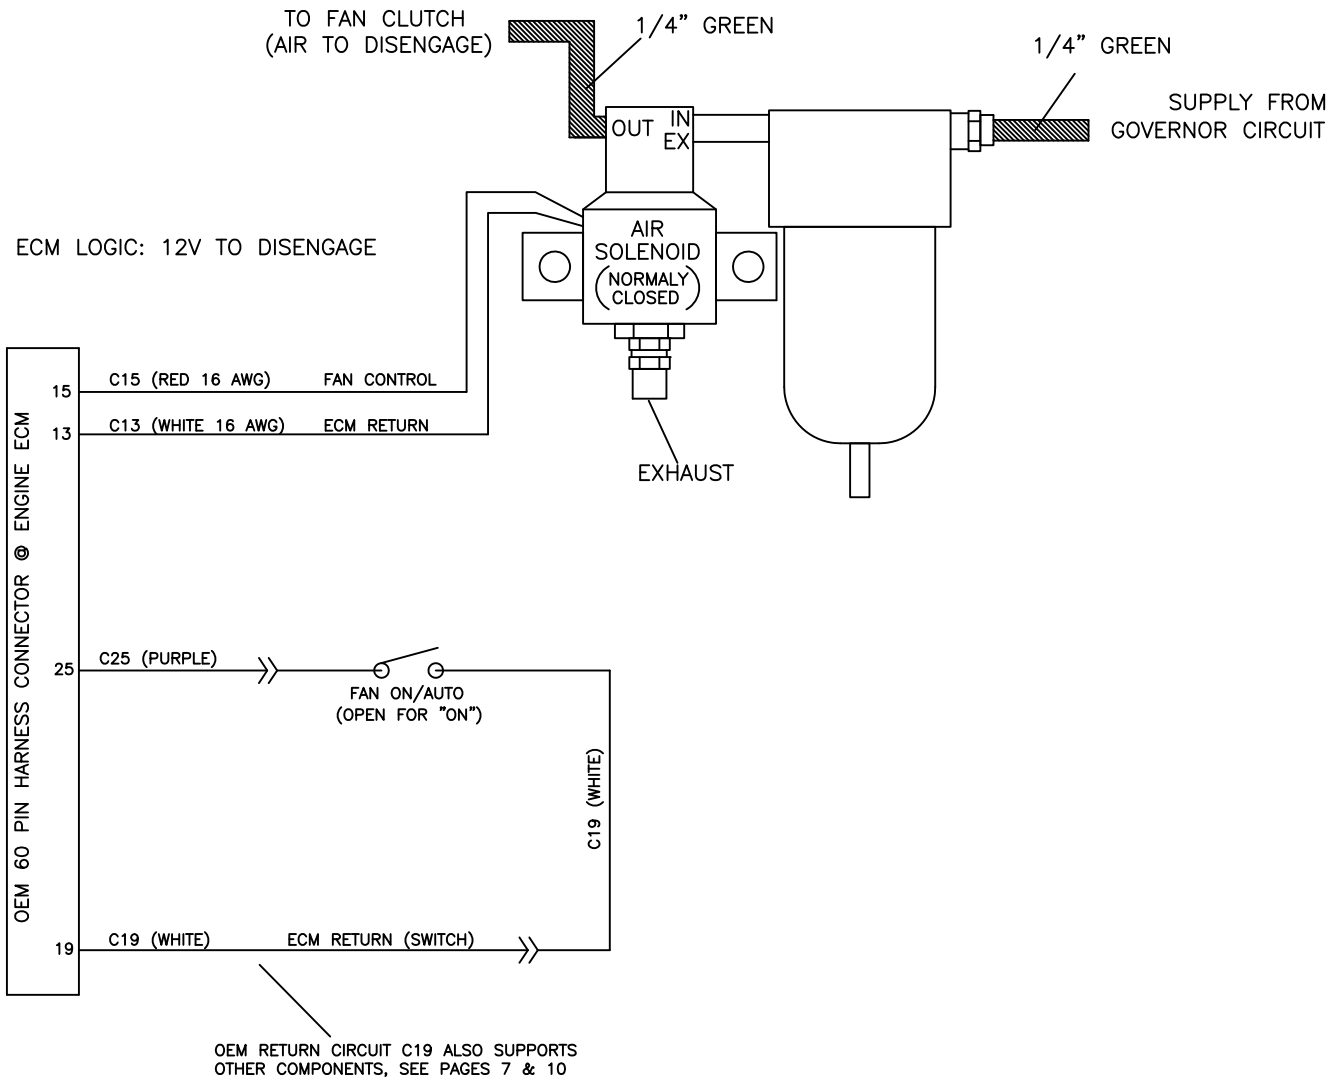 TO FAN CLUTCH
(AIR TO DISENGAGE)
1/4” GREEN
1/4” GREEN
SUPPLY FROM
GOVERNOR CIRCUIT
OUT
IN
EX
ECM LOGIC: 12V TO DISENGAGE
AIR
SOLENOID
(NORMALY
CLOSED)
EXHAUST
OEM 60 PIN HARNESS CONNECTOR @ ENGINE ECM
15
C15 (RED 16 AWG)
FAN CONTROL
13
C13 (WHITE 16 AWG)
ECM RETURN
25
C25 (PURPLE)
FAN ON/AUTO
(OPEN FOR ”ON”)
C19 (WHITE)
19
C19 (WHITE)
ECM RETURN (SWITCH)
OEM RETURN CIRCUIT C19 ALSO SUPPORTS
OTHER COMPONENTS, SEE PAGES 7 & 10